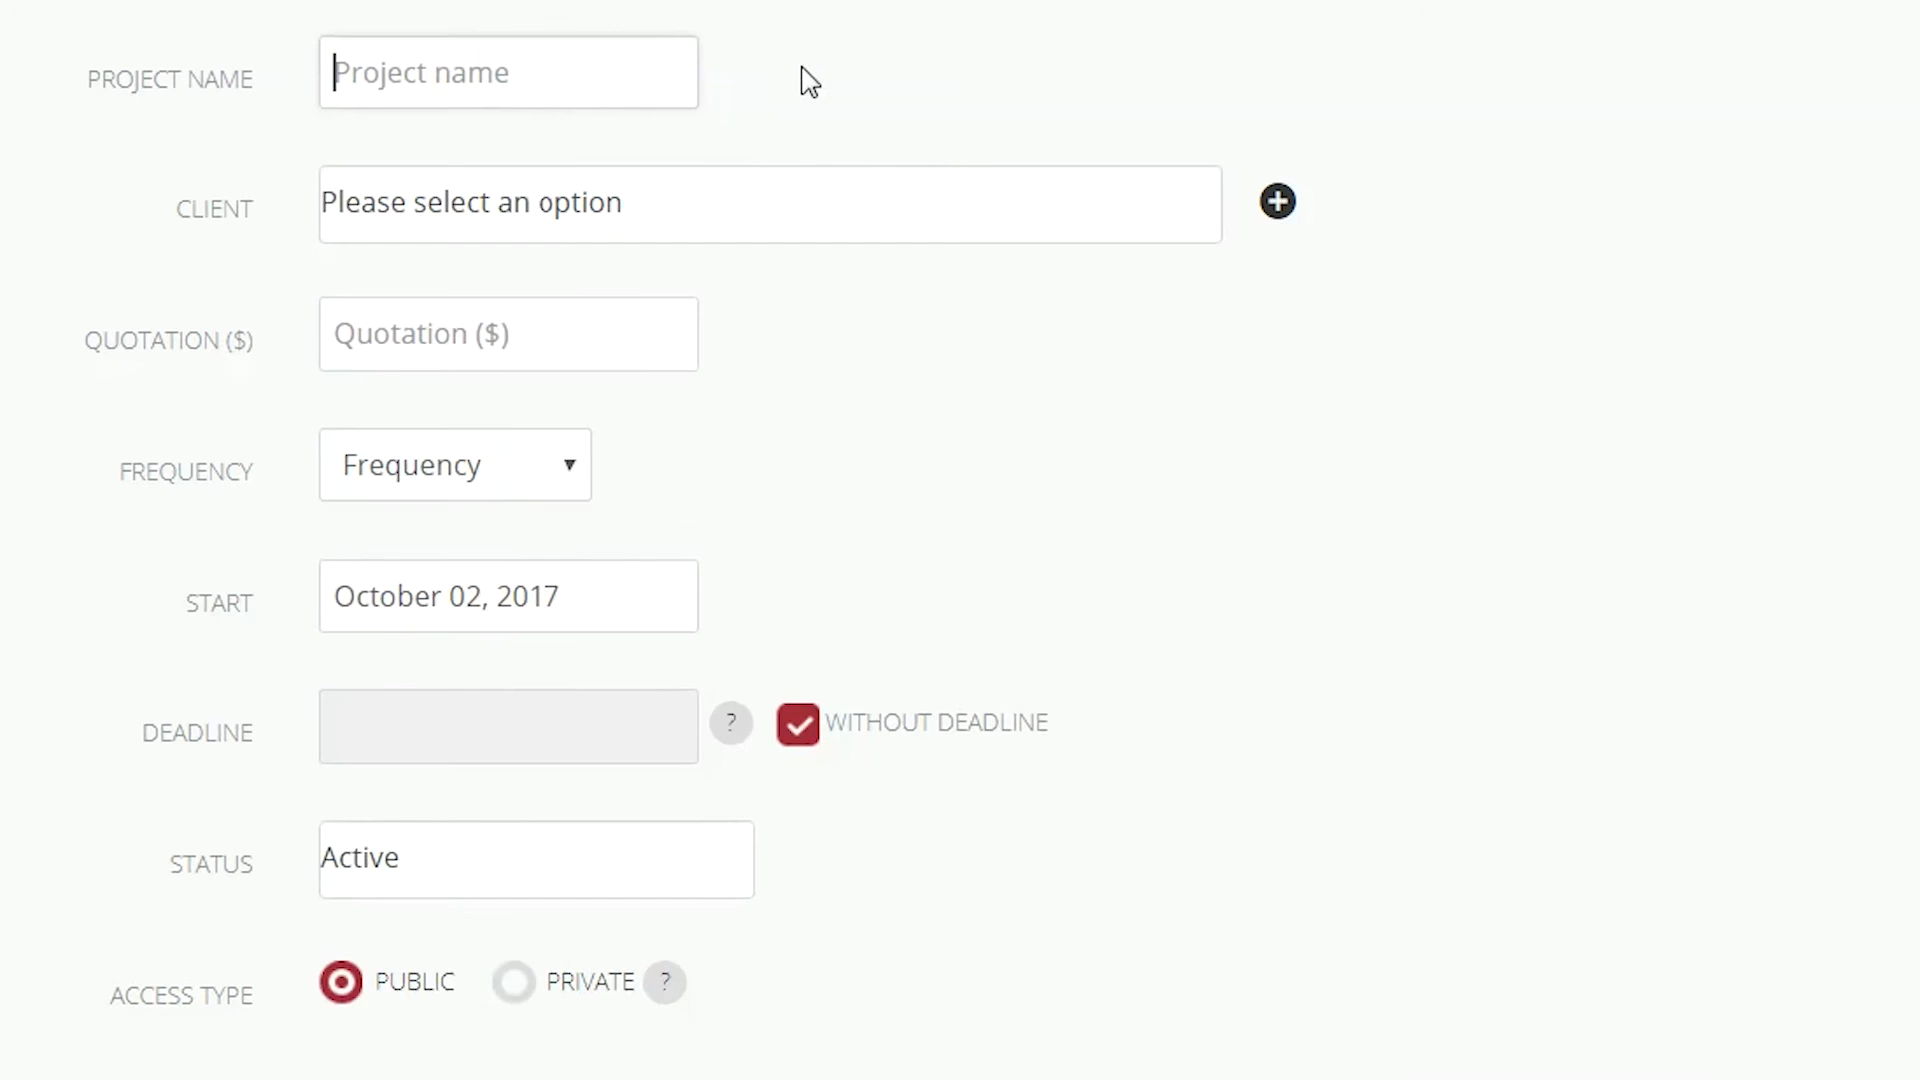 PROJECT NAME
Project name
CLIENT
Please select an option
QUOTATION ($)
Quotation ($)
FREQUENCY
Frequency
START
October 02, 2017
DEADLINE
? WITHOUT DEADLINE
STATUS
Active
ACCESS TYPE
PUBLIC PRIVATE ?